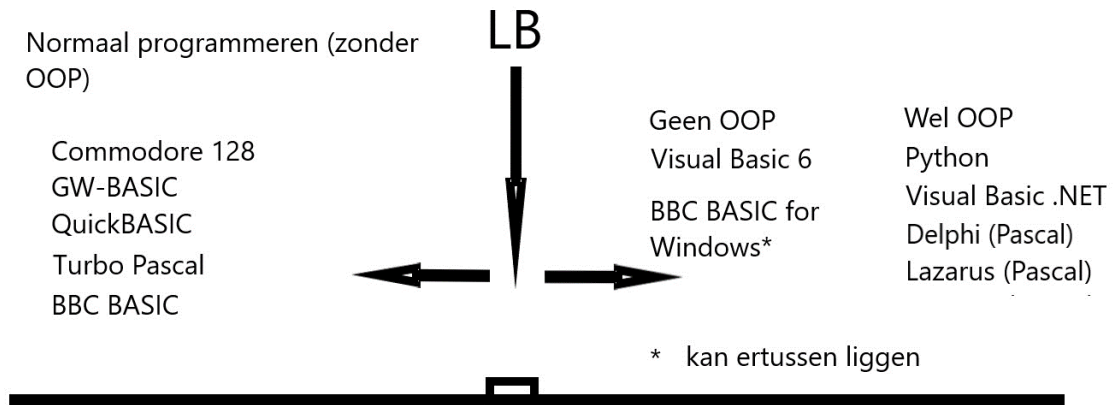 Normaal programmeren (zonder
OOP)
Commodore 128
GW-BASIC
QuickBASIC
Turbo Pascal
BBC BASIC
LB
Geen OOP
Visual Basic 6
BBC BASIC for
Windows*
Wel OOP
Python
Visual Basic .NET
Delphi (Pascal)
Lazarus (Pascal)
* kan ertussen liggen